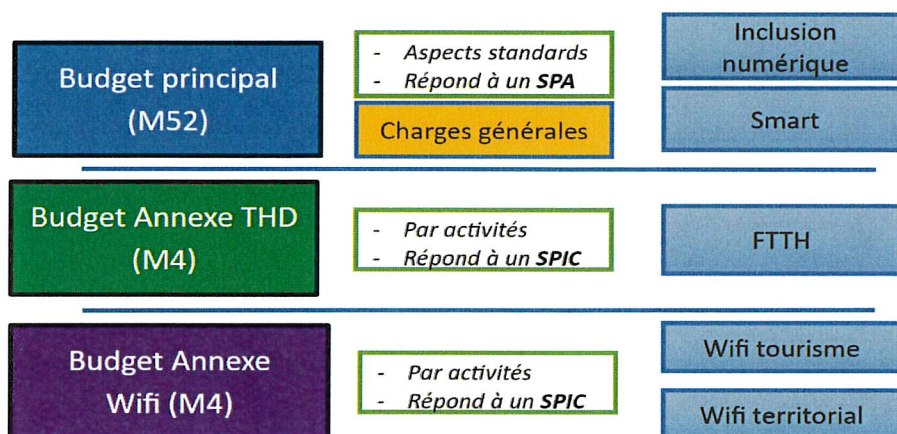 Budget principal
(M52)
- Aspects standards
- Répond à un SPA
Charges générales
Inclusion
numérique
Smart
Budget Annexe THD
(M4)
- Par activités
- Répond à un SPIC
FTTH
Budget Annexe
Wifi (M4)
- Par activités
- Répond à un SPIC
Wifi tourisme
Wifi territorial